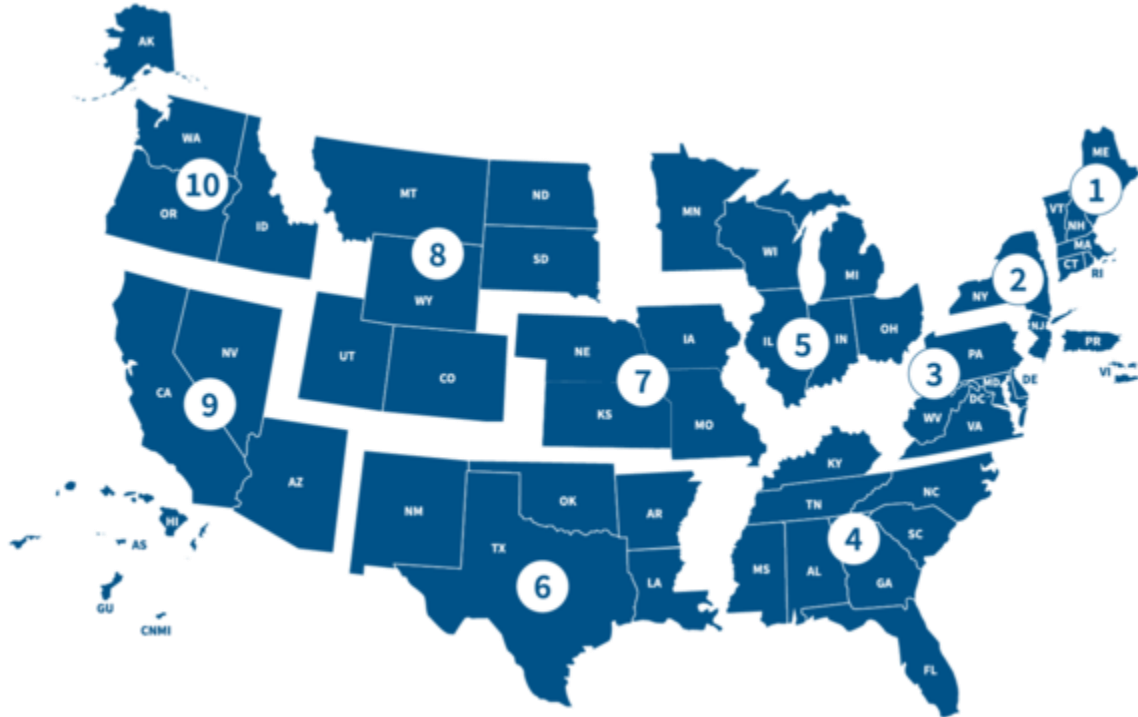 AK
WA
10
OR
ID
MT
ND
8
SD
WY
UT
CO
MN
WI
MI
IL
5
IN
OH
ME
1
VT
NH
MA
CT
RI
2
NY
NJ
PR
VI
3
PA
MD
DE
DC
WV
VA
NE
IA
7
KS
MO
NV
CA
9
AZ
HI
AS
GU
CNMI
NM
OK
AR
TX
6
LA
KY
TN
NC
4
SC
MS
AL
GA
FL